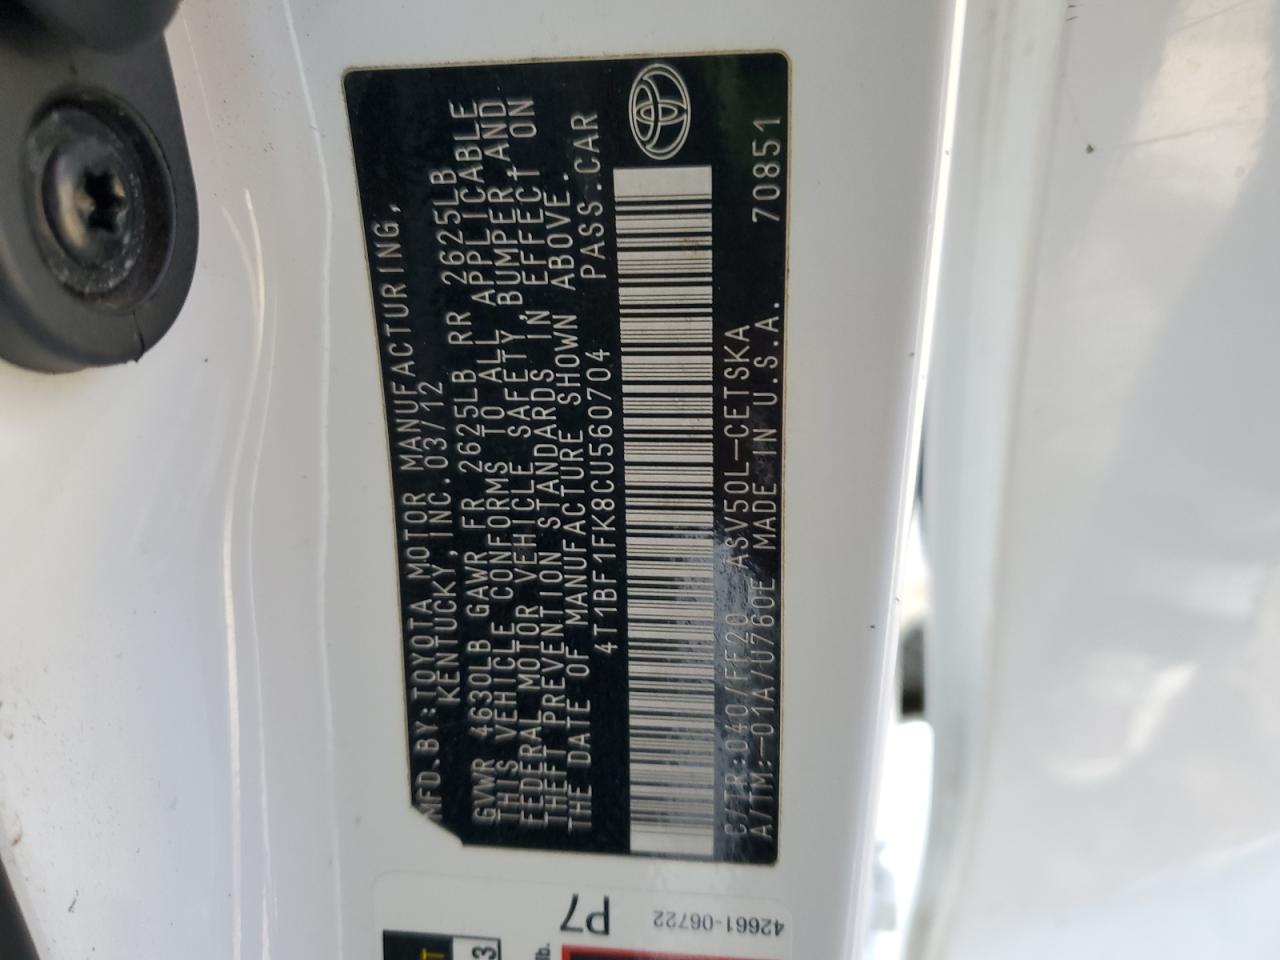 MFD.BY:TOYOTA MOTOR MANUFACTURING,
KENTUCKY,INC.03/12
GVWR 4630LB GAWR FR 2625LB RR 2625LB
THIS VEHICLE CONFORMS TO ALL APPLICABLE
FEDERAL MOTOR VEHICLE SAFETY,BUMPER,AND
THEFT PREVENTION STANDARDS IN EFFECT ON
THE DATE OF MANUFACTURE SHOWN ABOVE.
4T1BF1FK8CU560704 PASS.CAR
C/TR:040/FF20 ASV50L-CETSKA 70851
A/TM:-01A/U760E MADE IN U.S.A.
P7
42661-06722
3
lb.